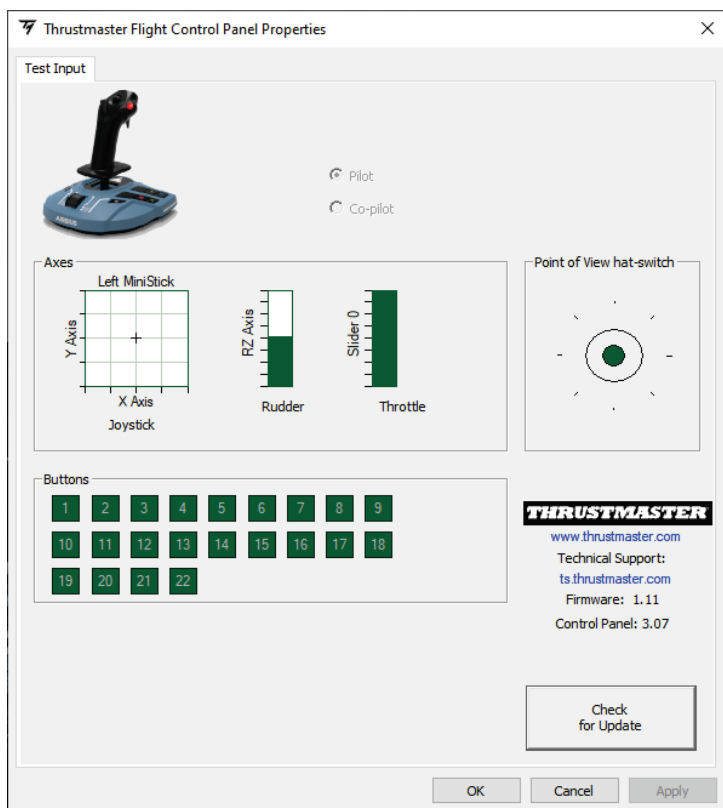 Thrustmaster Flight Control Panel Properties
Test Input
AIRBUS
Pilot
Co-pilot
Axes
Left MiniStick
Y Axis
X Axis
Joystick
RZ Axis
Rudder
Slider 0
Throttle
Point of View hat-switch
Buttons
1 2 3 4 5 6 7 8 9
10 11 12 13 14 15 16 17 18
19 20 21 22
THRUSTMASTER
www.thrustmaster.com
Technical Support:
ts.thrustmaster.com
Firmware: 1.11
Control Panel: 3.07
Check
for Update
OK Cancel Apply